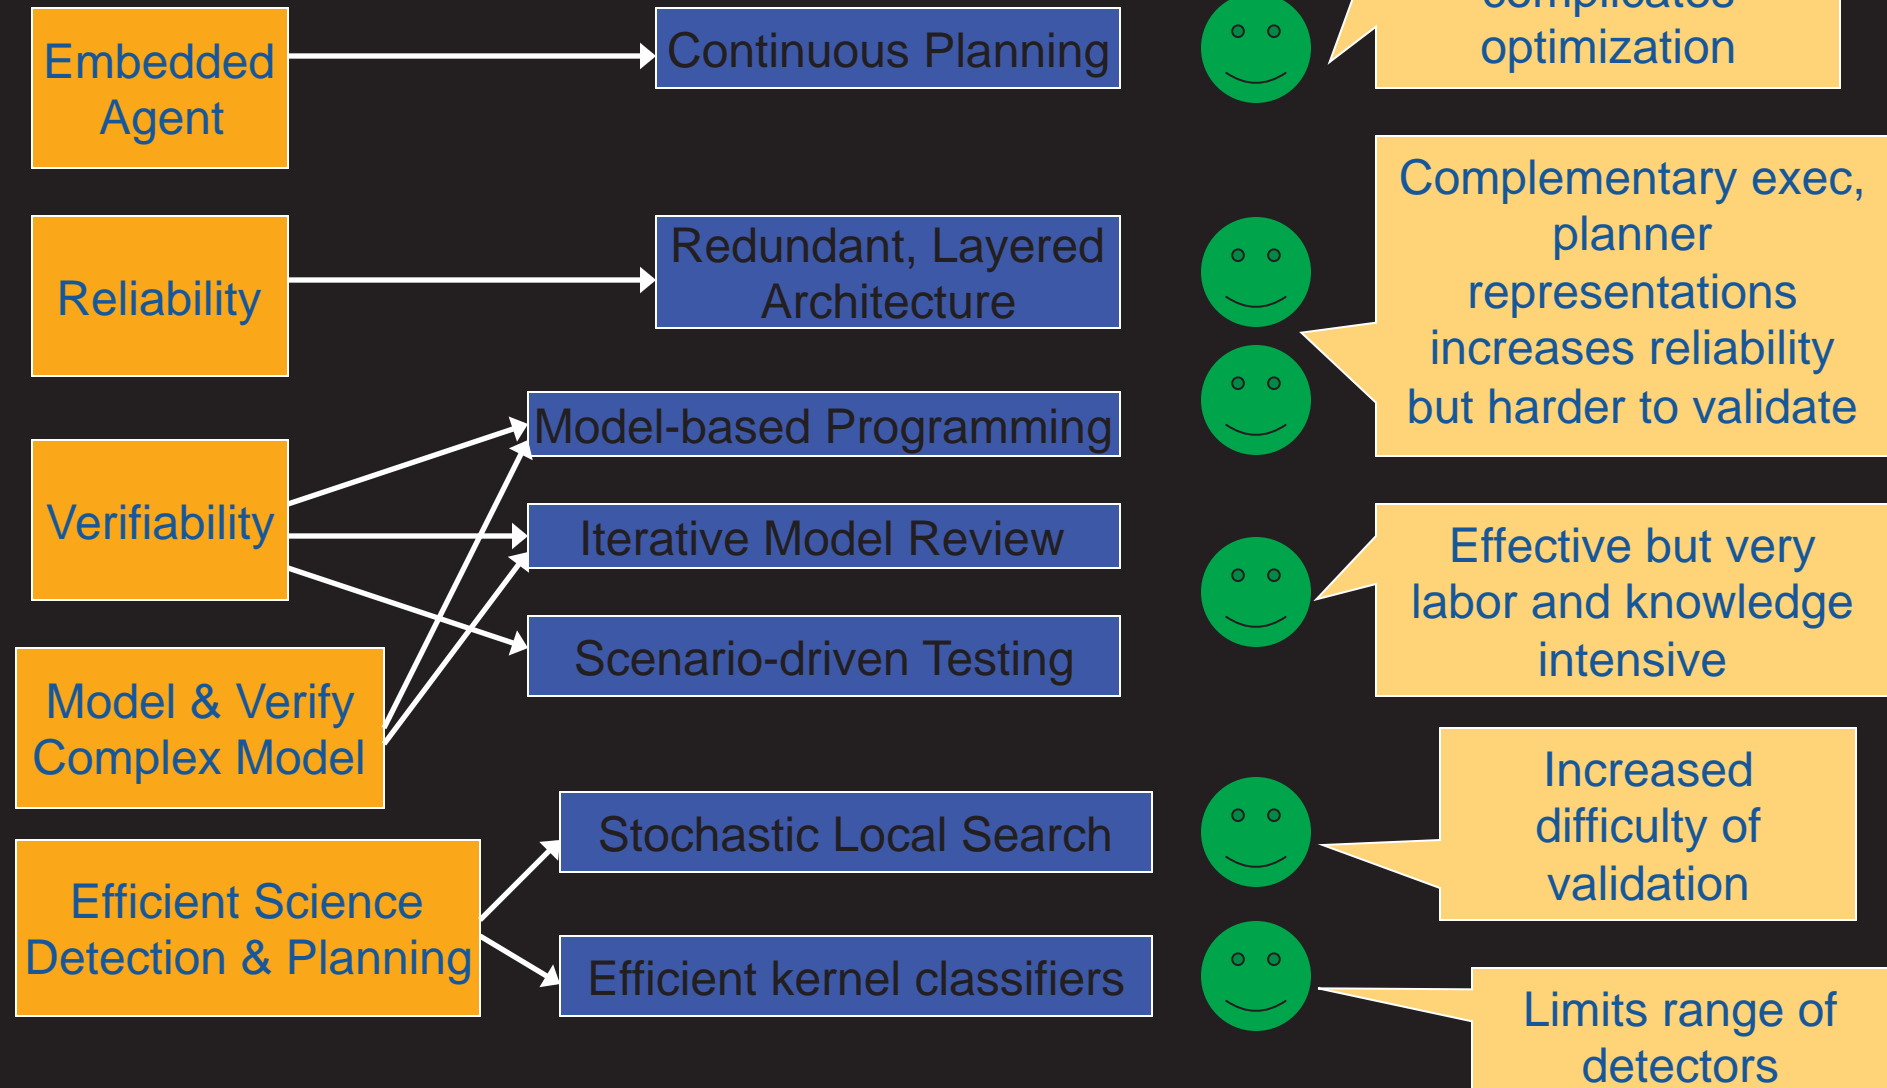 Embedded
Agent
Continuous Planning
optimization
Reliability
Redundant, Layered
Architecture
Complementary exec,
planner
representations
increases reliability
but harder to validate
Verifiability
Model-based Programming
Iterative Model Review
Scenario-driven Testing
Effective but very
labor and knowledge
intensive
Model & Verify
Complex Model
Efficient Science
Detection & Planning
Stochastic Local Search
Efficient kernel classifiers
Increased
difficulty of
validation
Limits range of
detectors